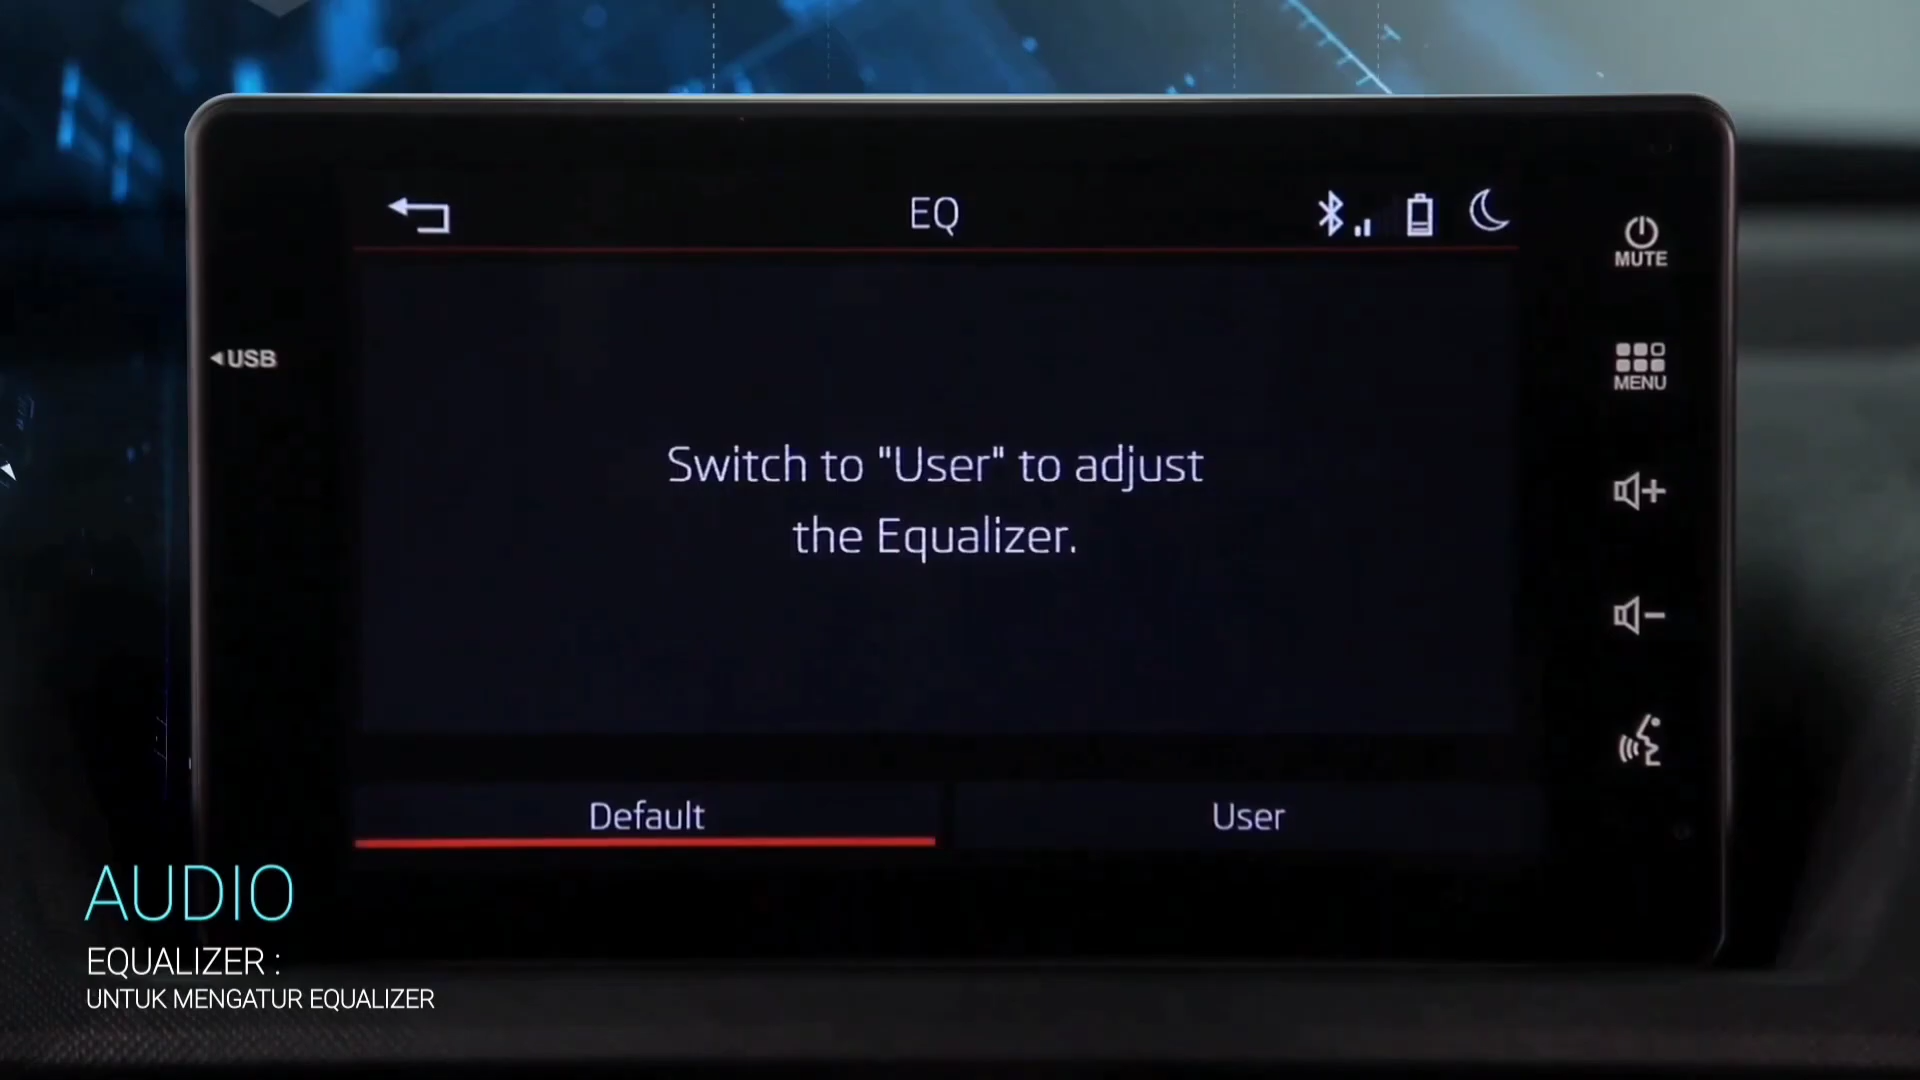 EQ
MUTE
USB
MENU
Switch to "User" to adjust
the Equalizer.
Default
User
AUDIO
EQUALIZER :
UNTUK MENGATUR EQUALIZER